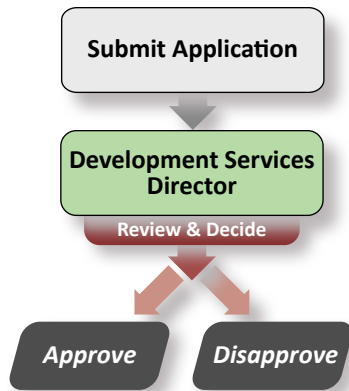 Submit Application
Development Services
Director
Review & Decide
Approve
Disapprove